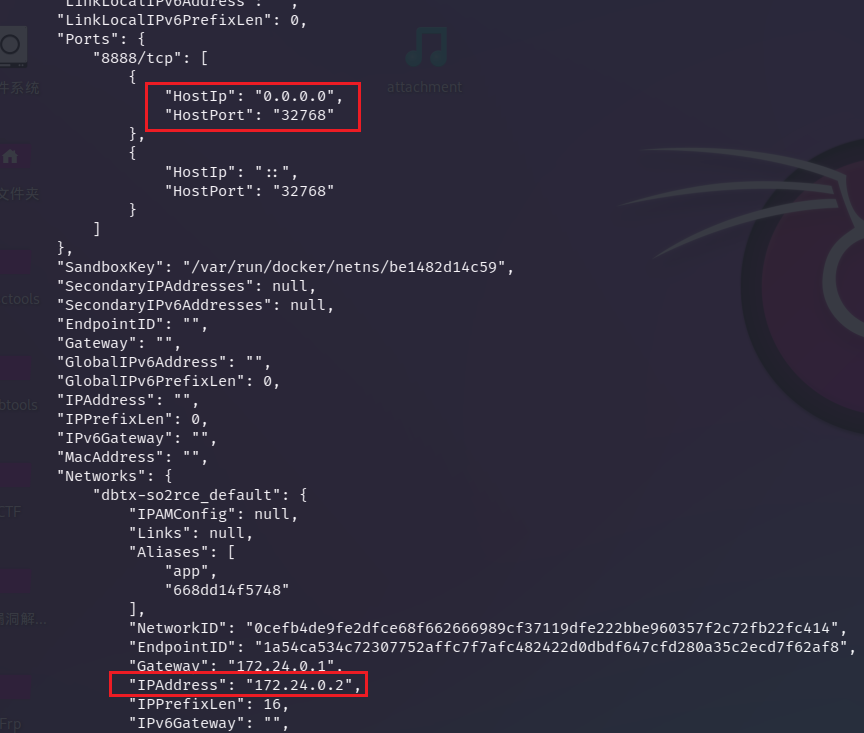 "LinkLocalIPv6Address": "",
"LinkLocalIPv6PrefixLen": 0,
"Ports": {
"8888/tcp": [
{
"HostIp": "0.0.0.0",
"HostPort": "32768"
},
{
"HostIp": "::",
"HostPort": "32768"
}
]
},
"SandboxKey": "/var/run/docker/netns/be1482d14c59",
"SecondaryIPAddresses": null,
"SecondaryIPv6Addresses": null,
"EndpointID": "",
"Gateway": "",
"GlobalIPv6Address": "",
"GlobalIPv6PrefixLen": 0,
"IPAddress": "",
"IPPrefixLen": 0,
"IPv6Gateway": "",
"MacAddress": "",
"Networks": {
"dbtx-so2rce_default": {
"IPAMConfig": null,
"Links": null,
"Aliases": [
"app",
"668dd14f5748"
],
"NetworkID": "0cefb4de9fe2dfce68f662666989cf37119dfe222bbe960357f2c72fb22fc414",
"EndpointID": "1a54ca534c72307752affc7f7afc482422d0dbdf647cfd280a35c2ecd7f62af8",
"Gateway": "172.24.0.1",
"IPAddress": "172.24.0.2",
"IPPrefixLen": 16,
"IPv6Gateway": "",
attachment
件系统
文件夹
ctools
btools
CTF
洞解...
Frp